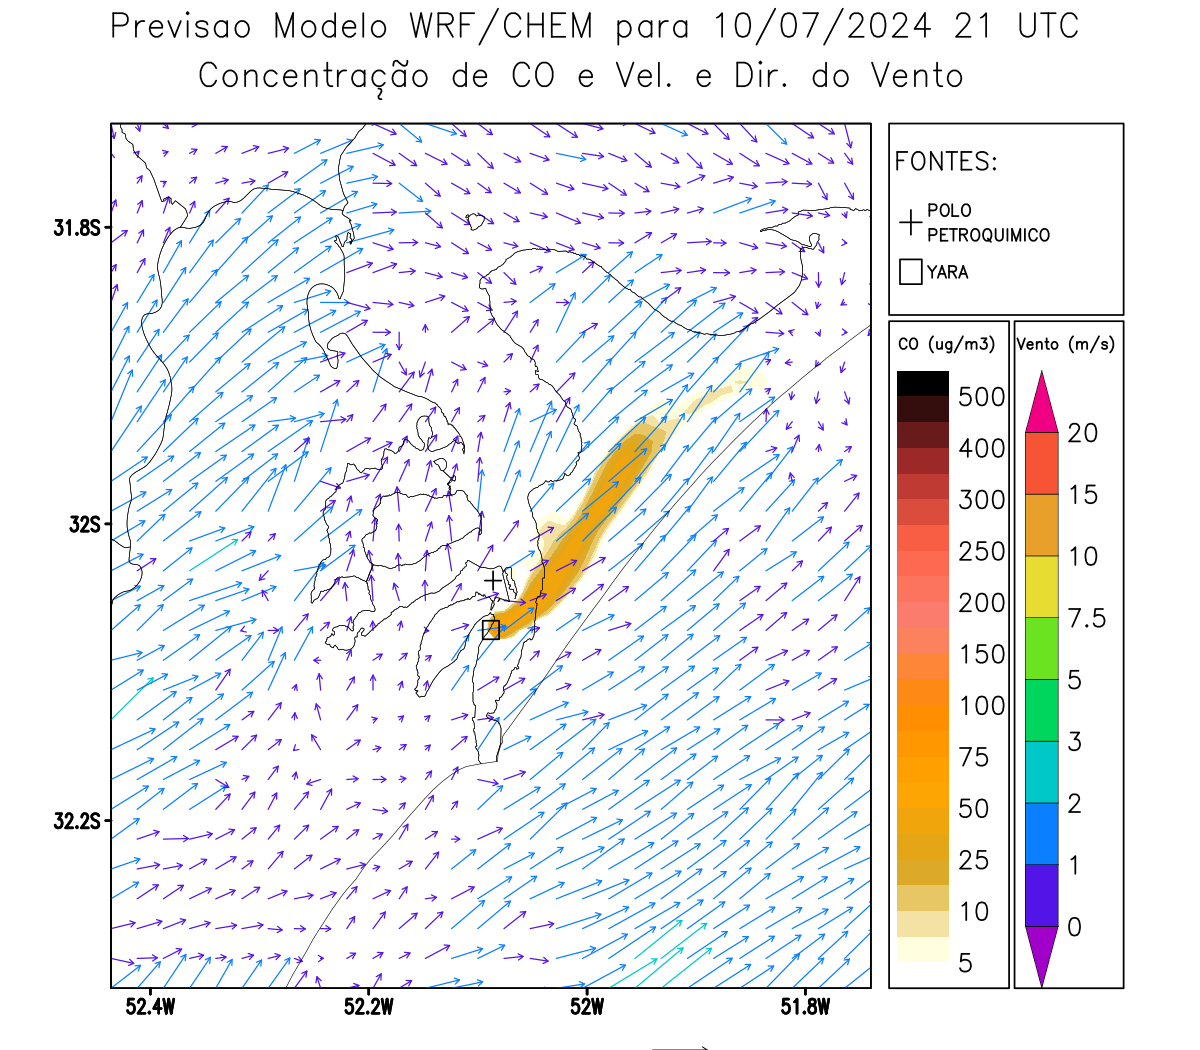 Previsao Modelo WRF/CHEM para 10/07/2024 21 UTC
Concentração de CO e Vel. e Dir. do Vento
FONTES:
POLO
PETROQUIMICO
YARA
CO (ug/m3)
500
400
300
250
200
150
100
75
50
25
10
5
Vento (m/s)
20
15
10
7.5
5
3
2
1
0
31.8S
32S
32.2S
52.4W
52.2W
52W
51.8W